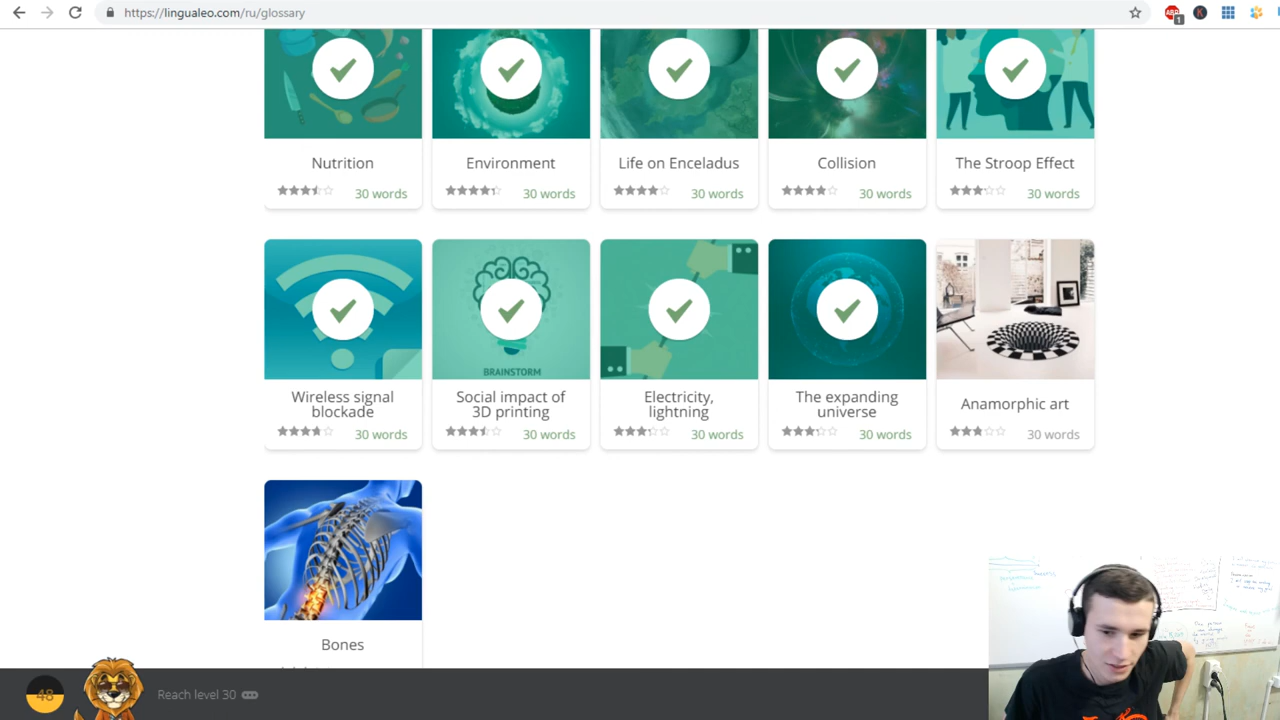 https://lingualeo.com/ru/glossary
ABP
1
K
Nutrition
30 words
Environment
30 words
Life on Enceladus
30 words
Collision
30 words
The Stroop Effect
30 words
BRAINSTORM
Wireless signal
blockade
30 words
Social impact of
3D printing
30 words
Electricity,
lightning
30 words
The expanding
universe
30 words
Anamorphic art
30 words
Bones
48
Reach level 30